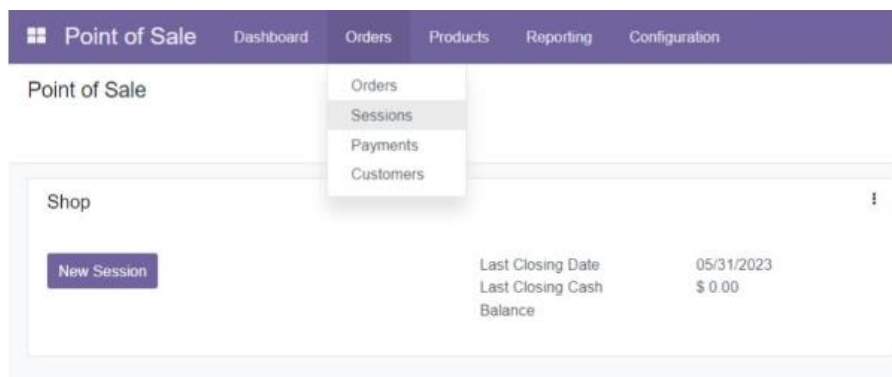 Point of Sale Dashboard Orders Products Reporting Configuration
Point of Sale
Orders
Sessions
Payments
Customers
Shop
New Session
Last Closing Date 05/31/2023
Last Closing Cash $ 0.00
Balance